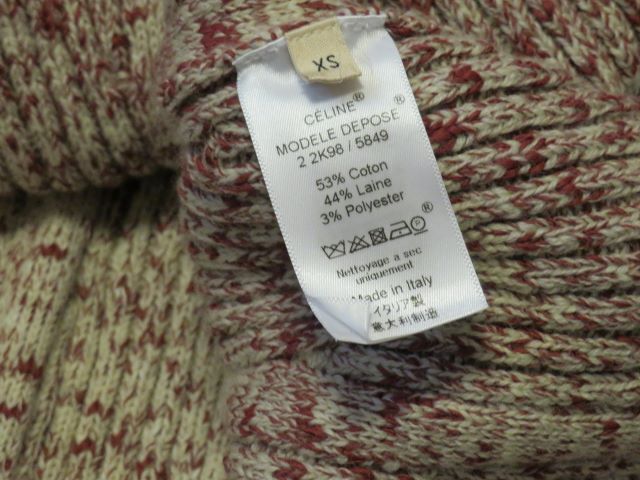 XS
CÉLINE®
MODELE DEPOSE®
2 2K98 / 5849
53% Coton
44% Laine
3% Polyester
Nettoyage a sec
uniquement
Made in Italy
イタリア製
意大利制造